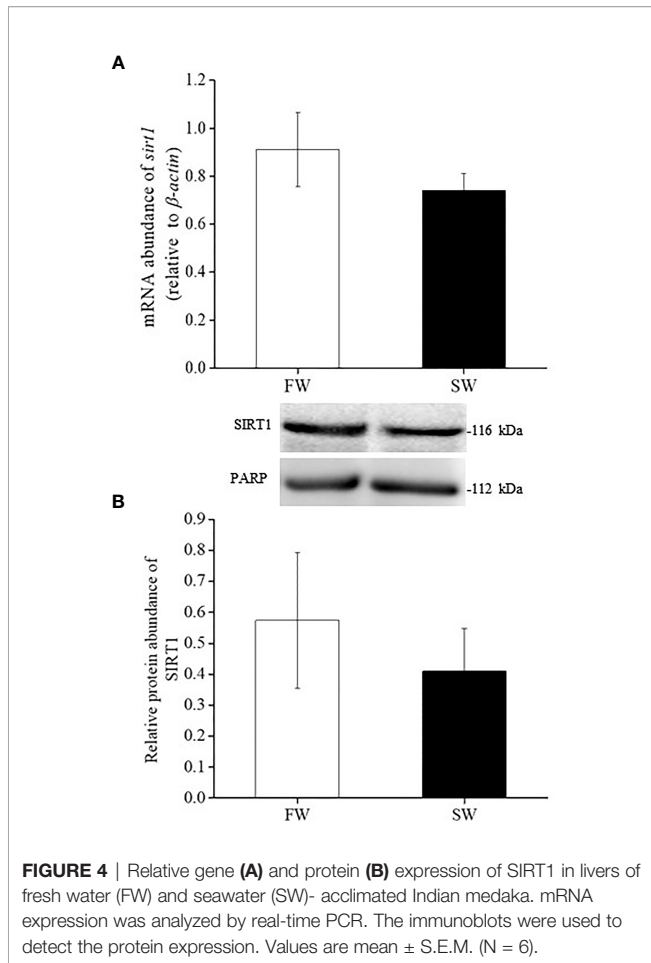 A
mRNA abundance of sirt1
(relative to β-actin)
1.2
1.0
0.8
0.6
0.4
0.2
0.0
FW SW
SIRT1 -116 kDa
PARP -112 kDa
B
Relative protein abundance of
SIRT1
0.9
0.8
0.7
0.6
0.5
0.4
0.3
0.2
0.1
0.0
FW SW
FIGURE 4 | Relative gene (A) and protein (B) expression of SIRT1 in livers of
fresh water (FW) and seawater (SW)- acclimated Indian medaka. mRNA
expression was analyzed by real-time PCR. The immunoblots were used to
detect the protein expression. Values are mean ± S.E.M. (N = 6).